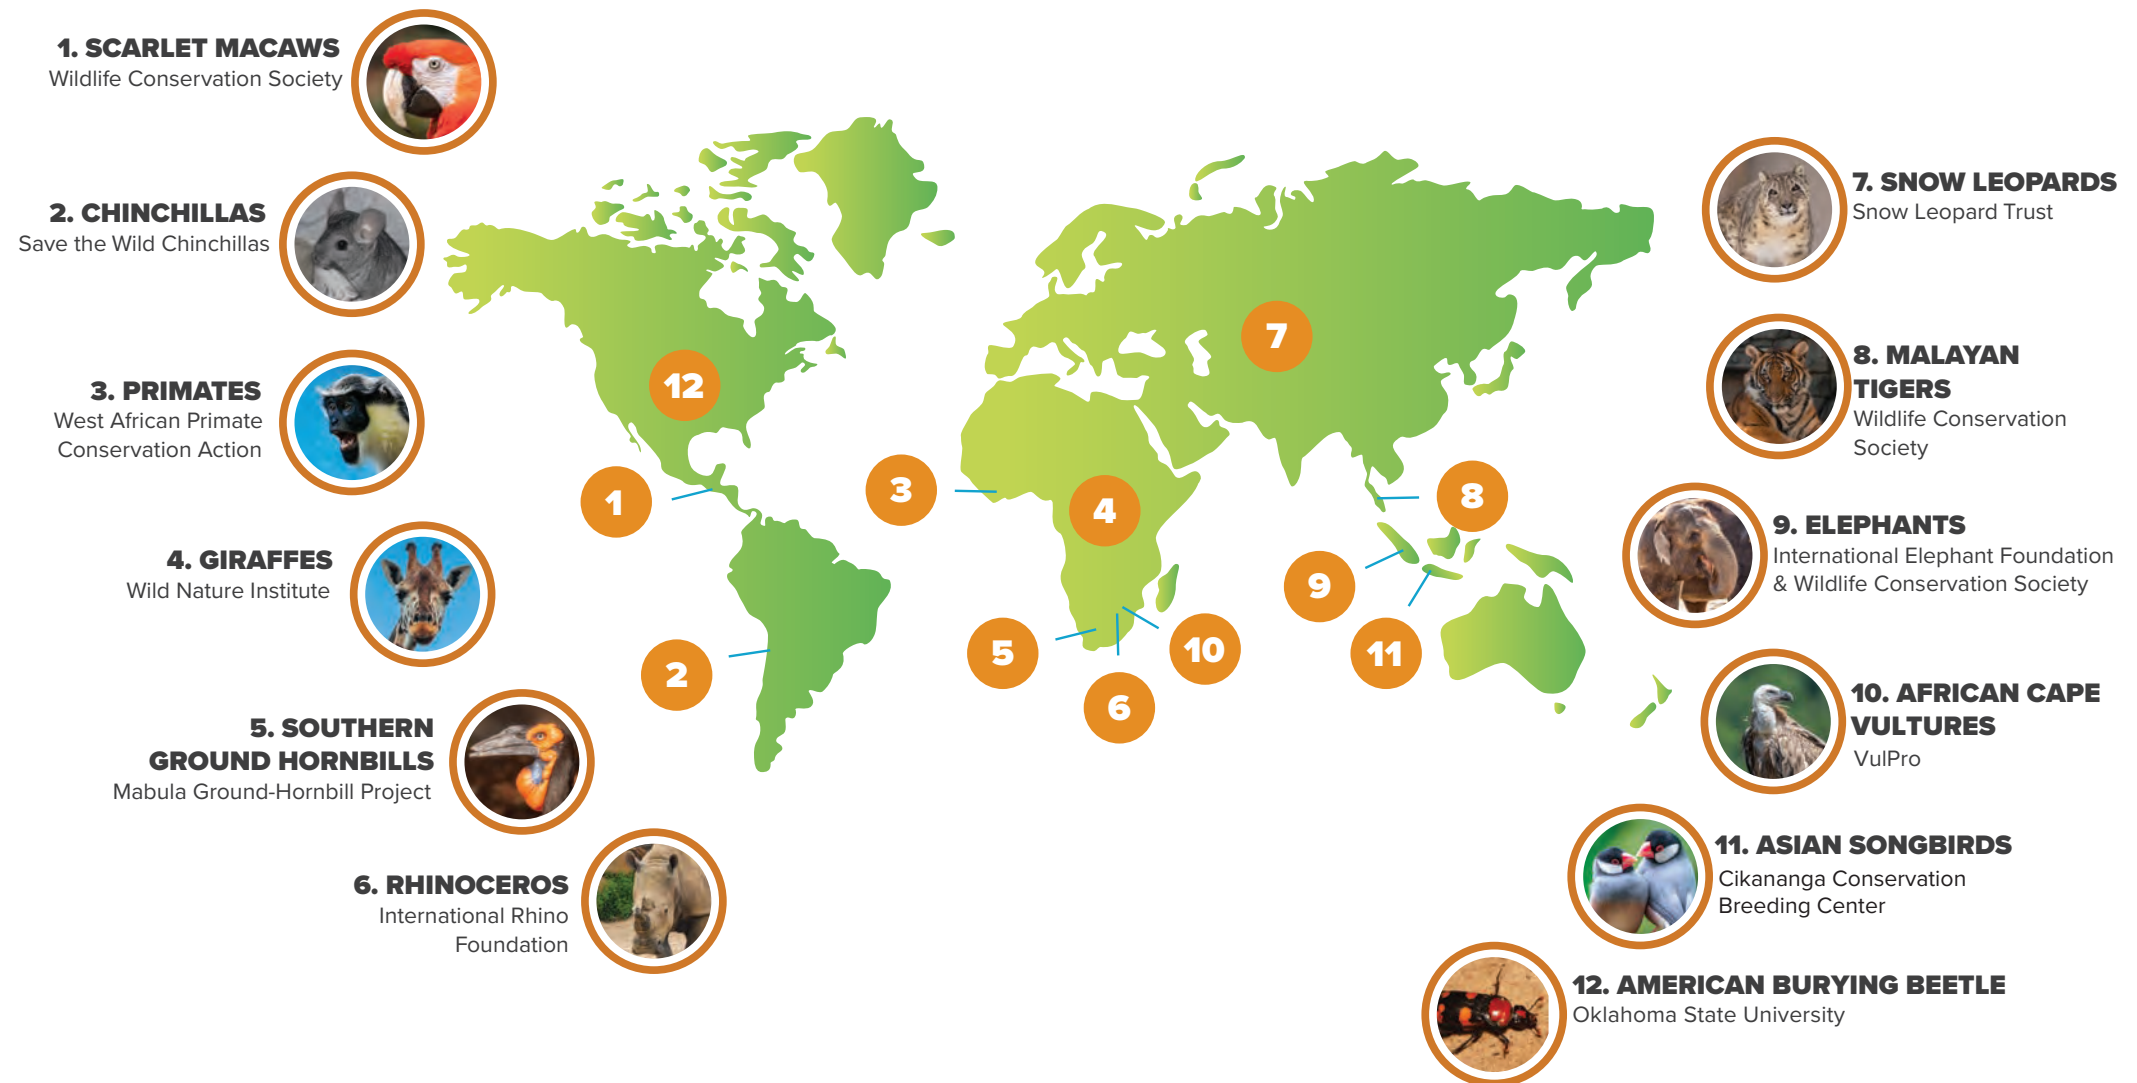 1. SCARLET MACAWS
Wildlife Conservation Society
2. CHINCHILLAS
Save the Wild Chinchillas
3. PRIMATES
West African Primate
Conservation Action
4. GIRAFFES
Wild Nature Institute
5. SOUTHERN
GROUND HORNBILLS
Mabula Ground-Hornbill Project
6. RHINOCEROS
International Rhino
Foundation
12
7
1
3
4
8
9
2
5
10
11
6
7. SNOW LEOPARDS
Snow Leopard Trust
8. MALAYAN
TIGERS
Wildlife Conservation
Society
9. ELEPHANTS
International Elephant Foundation
& Wildlife Conservation Society
10. AFRICAN CAPE
VULTURES
VulPro
11. ASIAN SONGBIRDS
Cikananga Conservation
Breeding Center
12. AMERICAN BURYING BEETLE
Oklahoma State University